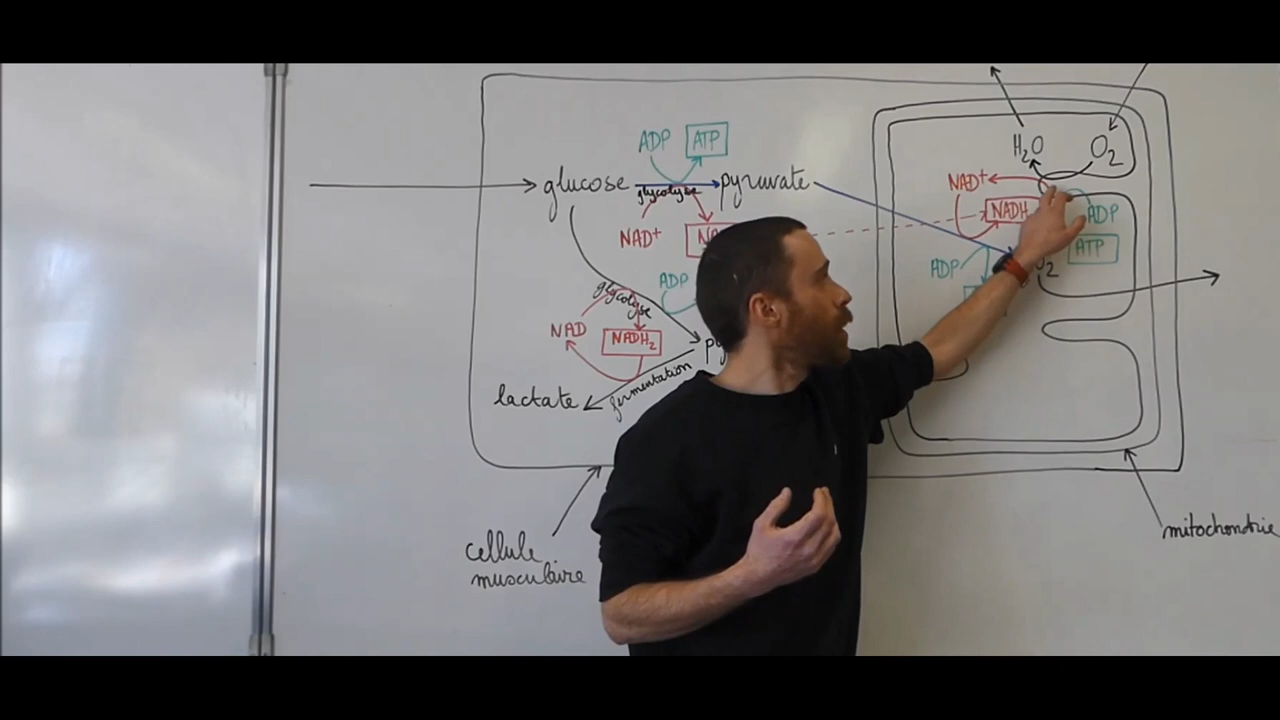 ADP ATP
glucose glycolyse pyruvate
NAD⁺
ADP
glycolyse
NAD NADH₂
lactate fermentation
H₂O O₂
NAD⁺
NADH
ADP
ADP ATP
cellule
musculaire
mitochondrie